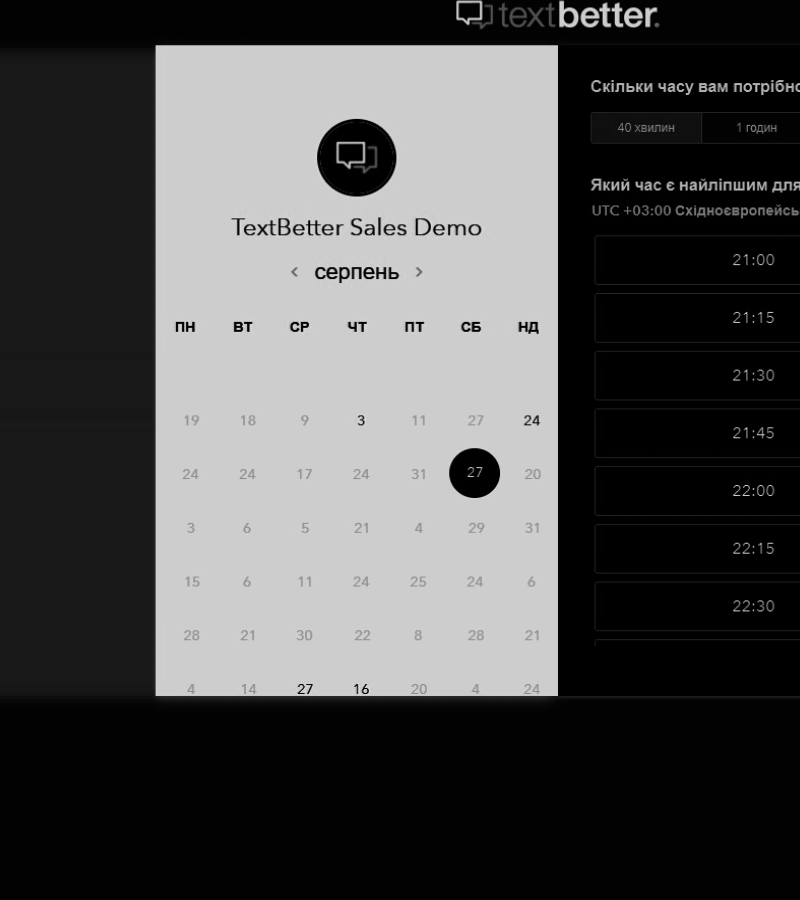 textbetter.
TextBetter Sales Demo
< серпень >
ПН ВТ СР ЧТ ПТ СБ НД
19 18 9 3 11 27 24
24 24 17 24 31 27 20
3 6 5 21 4 29 31
15 6 11 24 25 24 6
28 21 30 22 8 28 21
4 14 27 16 20 4 24
Скільки часу вам потрібно
40 хвилин 1 годин
Який час є найліпшим для
UTC +03:00 Східноєвропейсь
21:00
21:15
21:30
21:45
22:00
22:15
22:30